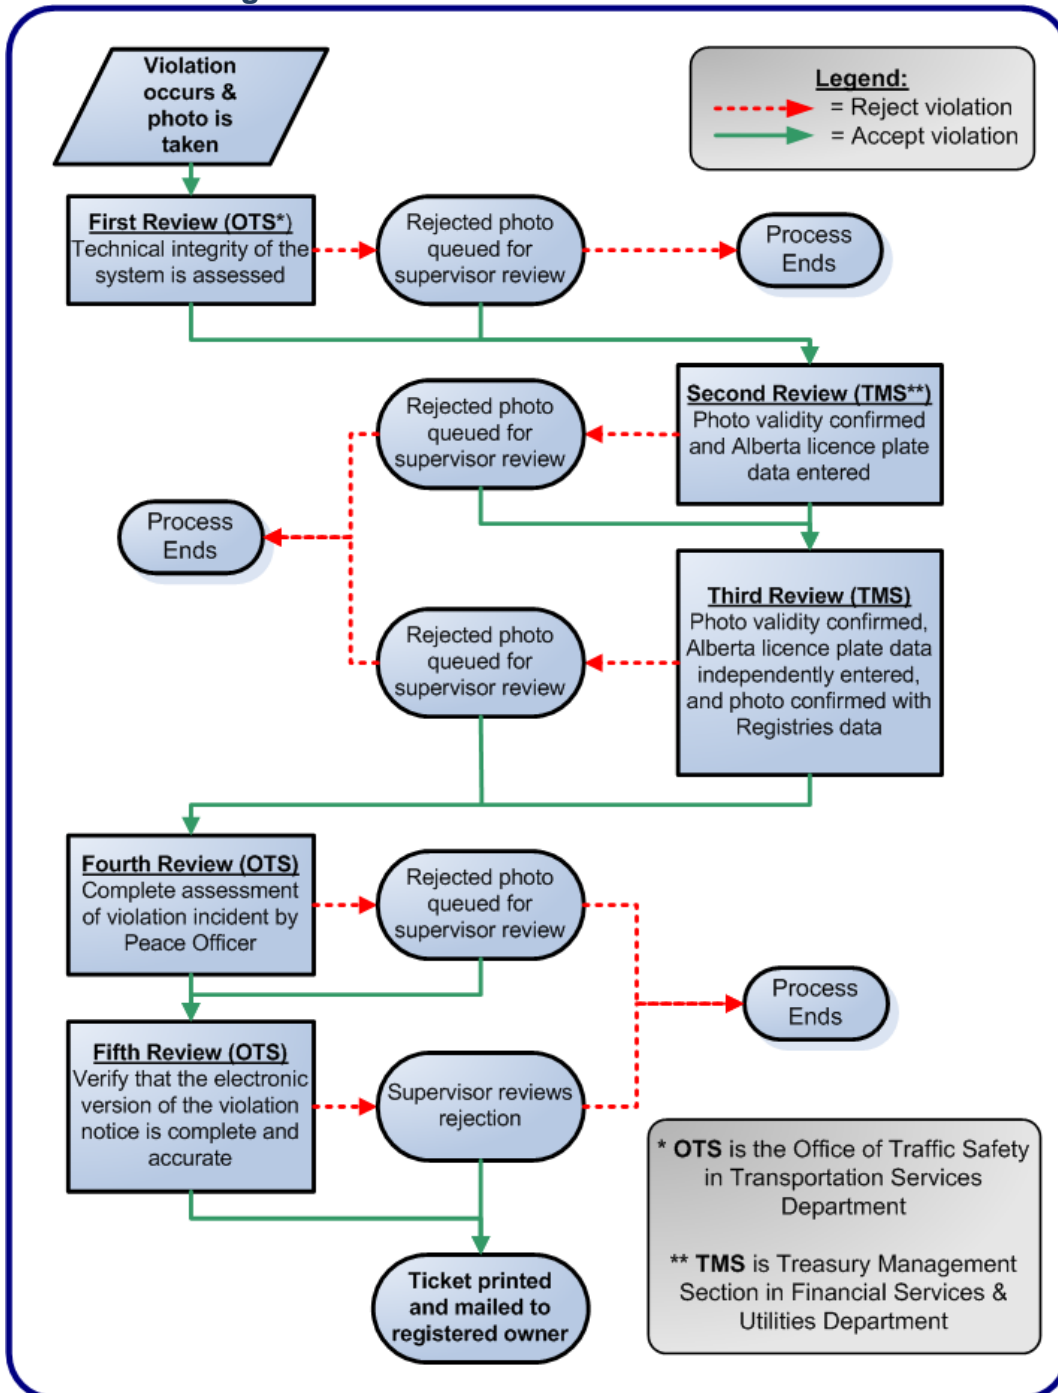 Violation
occurs &
photo is
taken
Legend:
= Reject violation
= Accept violation
First Review (OTS*)
Technical integrity of the
system is assessed
Rejected photo
queued for
supervisor review
Process
Ends
Second Review (TMS**)
Photo validity confirmed
and Alberta licence plate
data entered
Rejected photo
queued for
supervisor review
Process
Ends
Third Review (TMS)
Photo validity confirmed,
Alberta licence plate data
independently entered,
and photo confirmed with
Registries data
Rejected photo
queued for
supervisor review
Fourth Review (OTS)
Complete assessment
of violation incident by
Peace Officer
Rejected photo
queued for
supervisor review
Process
Ends
Fifth Review (OTS)
Verify that the electronic
version of the violation
notice is complete and
accurate
Supervisor reviews
rejection
Ticket printed
and mailed to
registered owner
* OTS is the Office of Traffic Safety
in Transportation Services
Department
** TMS is Treasury Management
Section in Financial Services &
Utilities Department